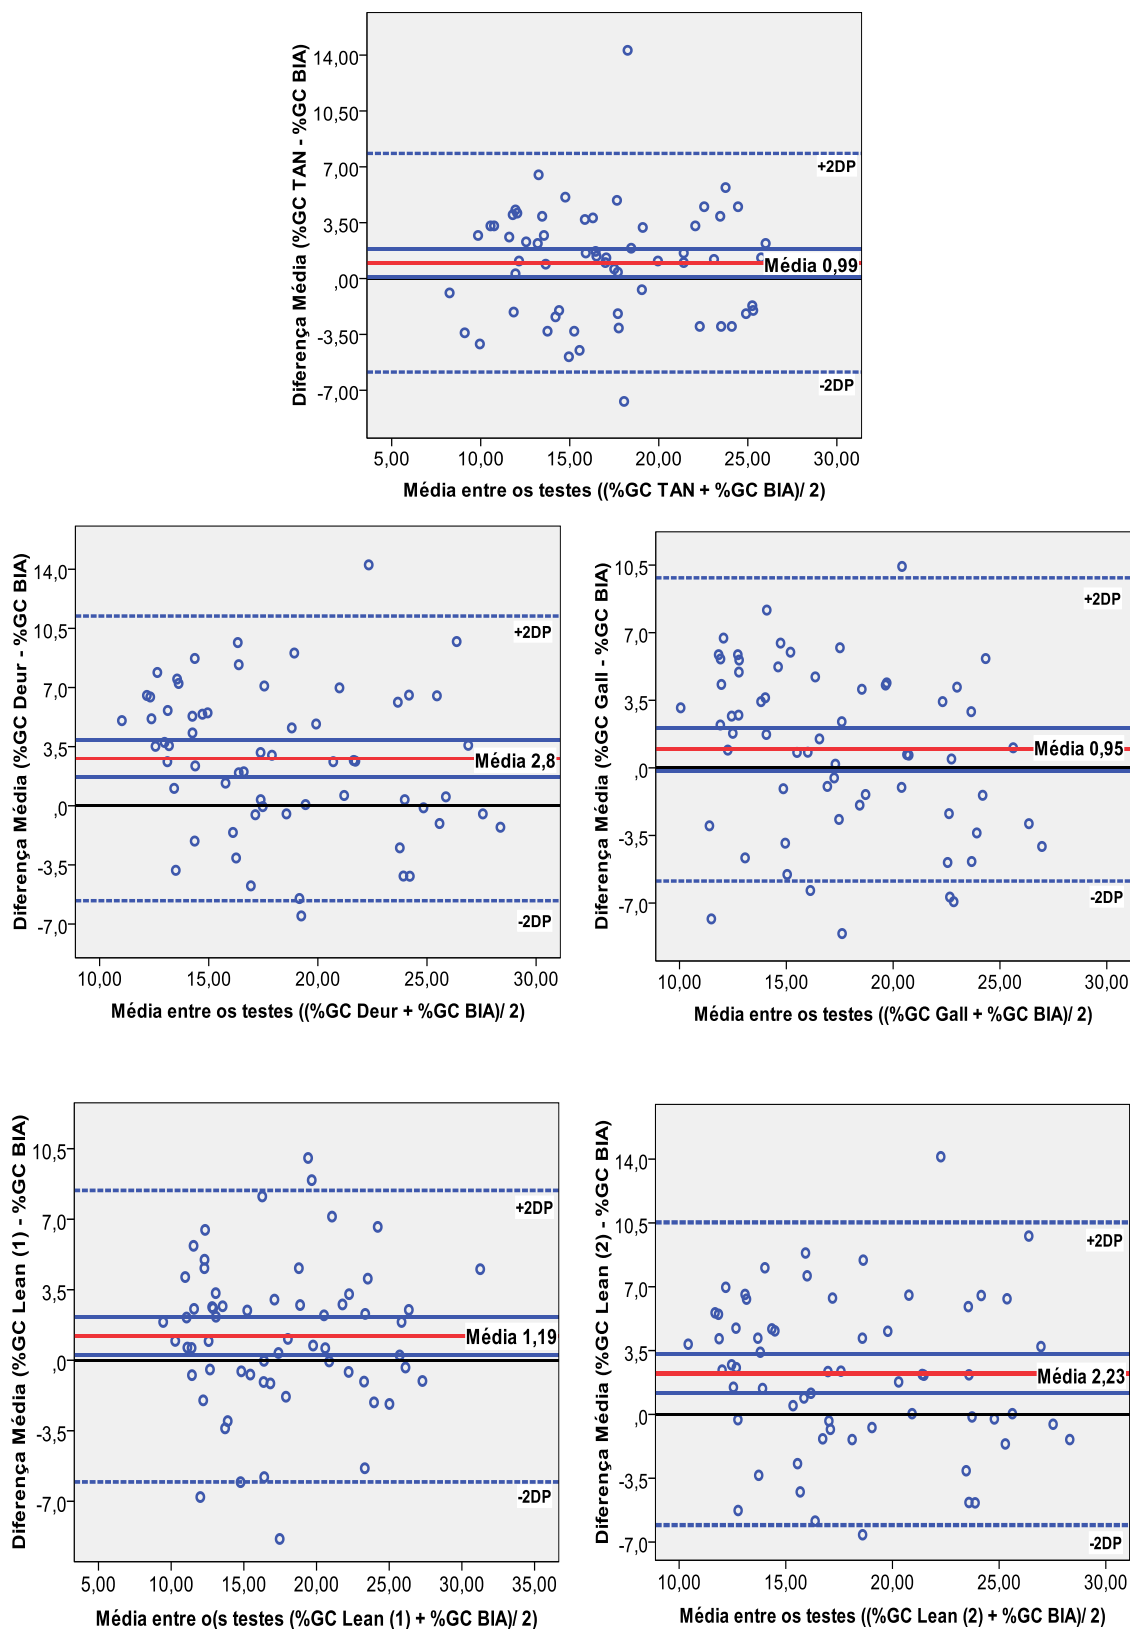 Diferença Média (%GC TAN - %GC BIA)
14,00
10,50
7,00
3,50
,00
-3,50
-7,00
+2DP
Média 0,99
-2DP
5,00 10,00 15,00 20,00 25,00 30,00
Média entre os testes ((%GC TAN + %GC BIA)/ 2)
Diferença Média (%GC Deur - %GC BIA)
14,0
10,5
7,0
3,5
,0
-3,5
-7,0
+2DP
Média 2,8
-2DP
10,00 15,00 20,00 25,00 30,00
Média entre os testes ((%GC Deur + %GC BIA)/ 2)
Diferença Média (%GC Gall - %GC BIA)
10,5
7,0
3,5
,0
-3,5
-7,0
+2DP
Média 0,95
-2DP
10,00 15,00 20,00 25,00 30,00
Média entre os testes ((%GC Gall + %GC BIA)/ 2)
Diferença Média (%GC Lean (1) - %GC BIA)
10,5
7,0
3,5
,0
-3,5
-7,0
+2DP
Média 1,19
-2DP
5,00 10,00 15,00 20,00 25,00 30,00 35,00
Média entre o(s testes (%GC Lean (1) + %GC BIA)/ 2)
Diferença Média (%GC Lean (2) - %GC BIA)
14,0
10,5
7,0
3,5
,0
-3,5
-7,0
+2DP
Média 2,23
-2DP
10,00 15,00 20,00 25,00 30,00
Média entre os testes ((%GC Lean (2) + %GC BIA)/ 2)